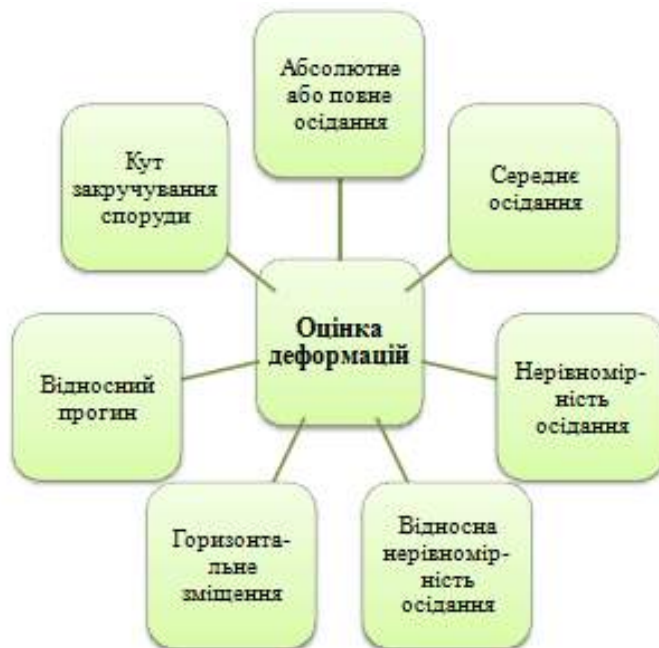 Абсолютне
або повне
осідання
Середнє
осідання
Нерівномір-
ність
осідання
Відносна
нерівномір-
ність
осідання
Горизонта-
льне
зміщення
Відносний
прогин
Кут
закручування
споруди
Оцінка
деформацій